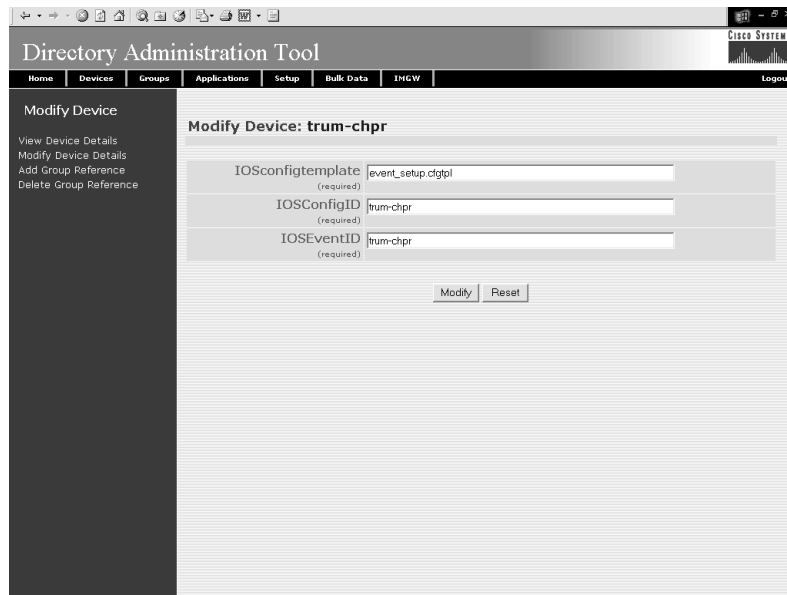 CISCO SYSTEM
Directory Administration Tool
Home Devices Groups Applications Setup Bulk Data IMGW Logou
Modify Device
View Device Details
Modify Device Details
Add Group Reference
Delete Group Reference
Modify Device: trum-chpr
IOSconfigtemplate event_setup.cfgtpl
(required)
IOSConfigID trum-chpr
(required)
IOSEventID trum-chpr
(required)
Modify Reset